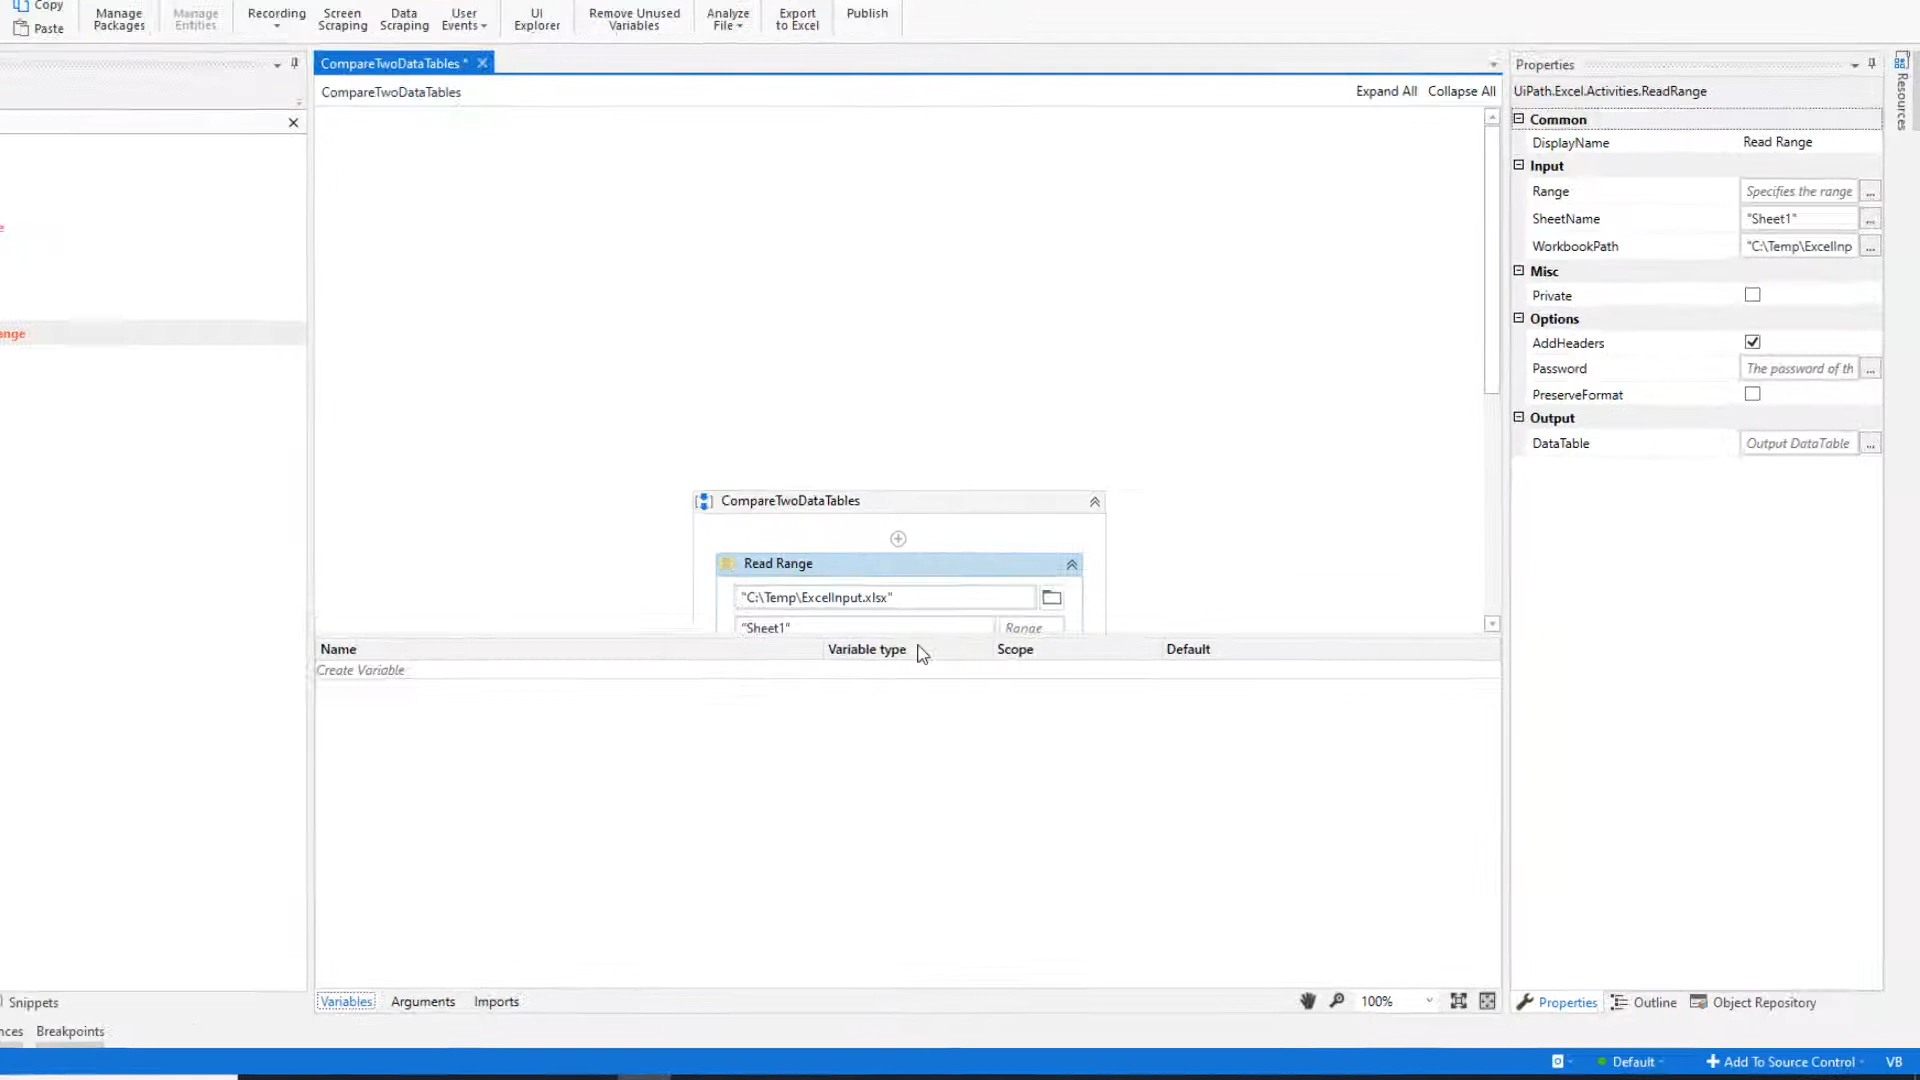 Copy
Paste
Manage Packages
Manage Entities
Recording
Screen Scraping
Data Scraping
User Events
UI Explorer
Remove Unused Variables
Analyze File
Export to Excel
Publish
CompareTwoDataTables *
CompareTwoDataTables
Expand All Collapse All
ange
CompareTwoDataTables
Read Range
"C:\Temp\ExcelInput.xlsx"
"Sheet1" Range
Name Variable type Scope Default
Create Variable
Variables Arguments Imports
100%
Properties
UiPath.Excel.Activities.ReadRange
Common
DisplayName Read Range
Input
Range Specifies the range ...
SheetName "Sheet1" ...
WorkbookPath "C:\Temp\ExcelInp ...
Misc
Private
Options
AddHeaders
Password The password of th ...
PreserveFormat
Output
DataTable Output DataTable ...
Properties Outline Object Repository
Resources
Snippets
nces Breakpoints
Default Add To Source Control VB